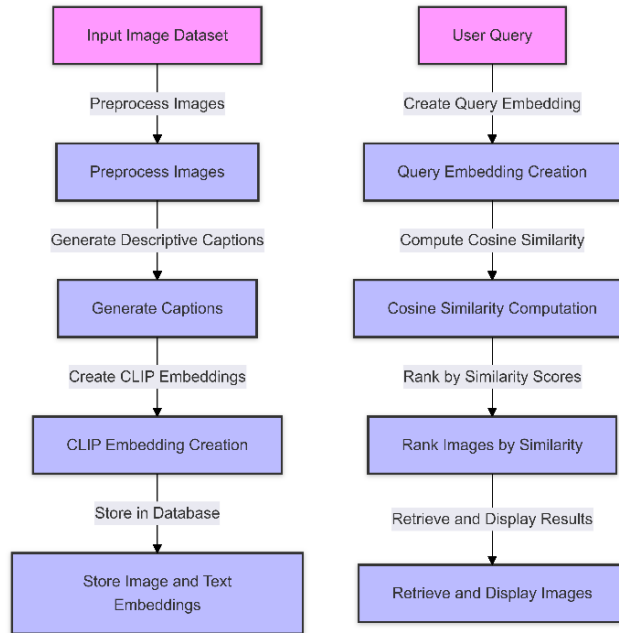 Input Image Dataset
Preprocess Images
Preprocess Images
Generate Descriptive Captions
Generate Captions
Create CLIP Embeddings
CLIP Embedding Creation
Store in Database
Store Image and Text
Embeddings
User Query
Create Query Embedding
Query Embedding Creation
Compute Cosine Similarity
Cosine Similarity Computation
Rank by Similarity Scores
Rank Images by Similarity
Retrieve and Display Results
Retrieve and Display Images